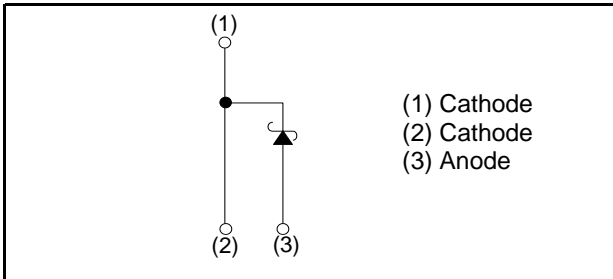 (1)
(1) Cathode
(2) Cathode
(3) Anode
(2) (3)